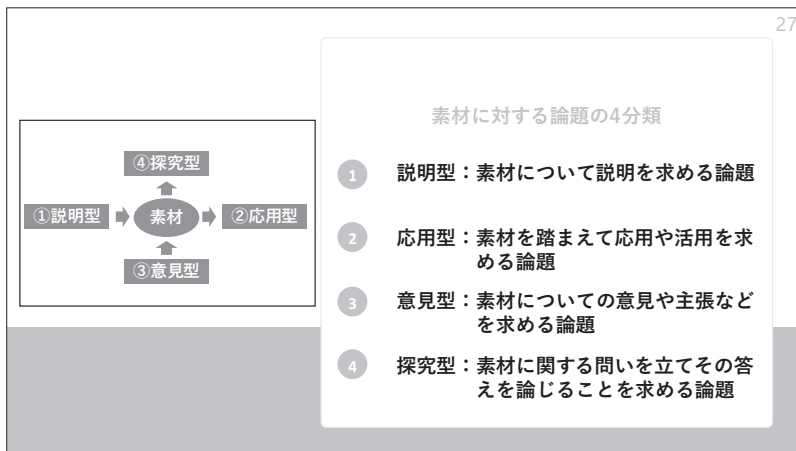 27
素材に対する論題の4分類
④探究型
①説明型
素材
②応用型
③意見型
1
説明型：素材について説明を求める論題
2
応用型：素材を踏まえて応用や活用を求
める論題
3
意見型：素材についての意見や主張など
を求める論題
4
探究型：素材に関する問いを立てその答
えを論じることを求める論題